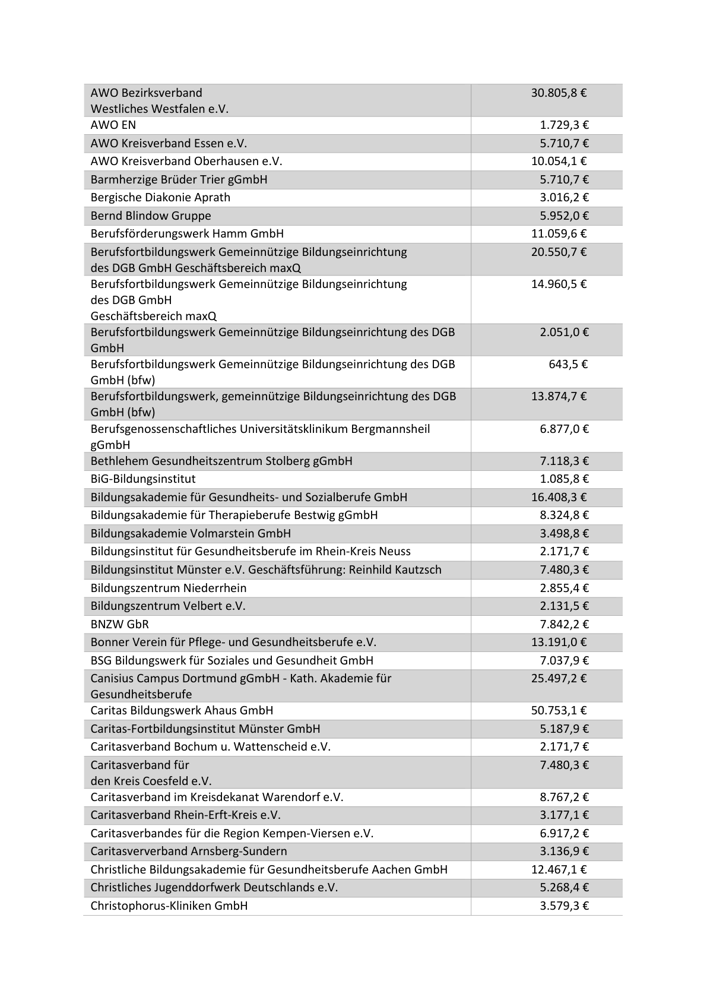 AWO Bezirksverband 30.805,8 €
Westliches Westfalen e.V.
AWO EN 1.729,3 €
AWO Kreisverband Essen e.V. 5.710,7 €
AWO Kreisverband Oberhausen e.V. 10.054,1 €
Barmherzige Brüder Trier gGmbH 5.710,7 €
Bergische Diakonie Aprath 3.016,2 €
Bernd Blindow Gruppe 5.952,0 €
Berufsförderungswerk Hamm GmbH 11.059,6 €
Berufsfortbildungswerk Gemeinnützige Bildungseinrichtung 20.550,7 €
des DGB GmbH Geschäftsbereich maxQ
Berufsfortbildungswerk Gemeinnützige Bildungseinrichtung 14.960,5 €
des DGB GmbH
Geschäftsbereich maxQ
Berufsfortbildungswerk Gemeinnützige Bildungseinrichtung des DGB 2.051,0 €
GmbH
Berufsfortbildungswerk Gemeinnützige Bildungseinrichtung des DGB 643,5 €
GmbH (bfw)
Berufsfortbildungswerk, gemeinnützige Bildungseinrichtung des DGB 13.874,7 €
GmbH (bfw)
Berufsgenossenschaftliches Universitätsklinikum Bergmannsheil 6.877,0 €
gGmbH
Bethlehem Gesundheitszentrum Stolberg gGmbH 7.118,3 €
BiG-Bildungsinstitut 1.085,8 €
Bildungsakademie für Gesundheits- und Sozialberufe GmbH 16.408,3 €
Bildungsakademie für Therapieberufe Bestwig gGmbH 8.324,8 €
Bildungsakademie Volmarstein GmbH 3.498,8 €
Bildungsinstitut für Gesundheitsberufe im Rhein-Kreis Neuss 2.171,7 €
Bildungsinstitut Münster e.V. Geschäftsführung: Reinhild Kautzsch 7.480,3 €
Bildungszentrum Niederrhein 2.855,4 €
Bildungszentrum Velbert e.V. 2.131,5 €
BNZW GbR 7.842,2 €
Bonner Verein für Pflege- und Gesundheitsberufe e.V. 13.191,0 €
BSG Bildungswerk für Soziales und Gesundheit GmbH 7.037,9 €
Canisius Campus Dortmund gGmbH - Kath. Akademie für 25.497,2 €
Gesundheitsberufe
Caritas Bildungswerk Ahaus GmbH 50.753,1 €
Caritas-Fortbildungsinstitut Münster GmbH 5.187,9 €
Caritasverband Bochum u. Wattenscheid e.V. 2.171,7 €
Caritasverband für 7.480,3 €
den Kreis Coesfeld e.V.
Caritasverband im Kreisdekanat Warendorf e.V. 8.767,2 €
Caritasverband Rhein-Erft-Kreis e.V. 3.177,1 €
Caritasverbandes für die Region Kempen-Viersen e.V. 6.917,2 €
Caritasververband Arnsberg-Sundern 3.136,9 €
Christliche Bildungsakademie für Gesundheitsberufe Aachen GmbH 12.467,1 €
Christliches Jugenddorfwerk Deutschlands e.V. 5.268,4 €
Christophorus-Kliniken GmbH 3.579,3 €